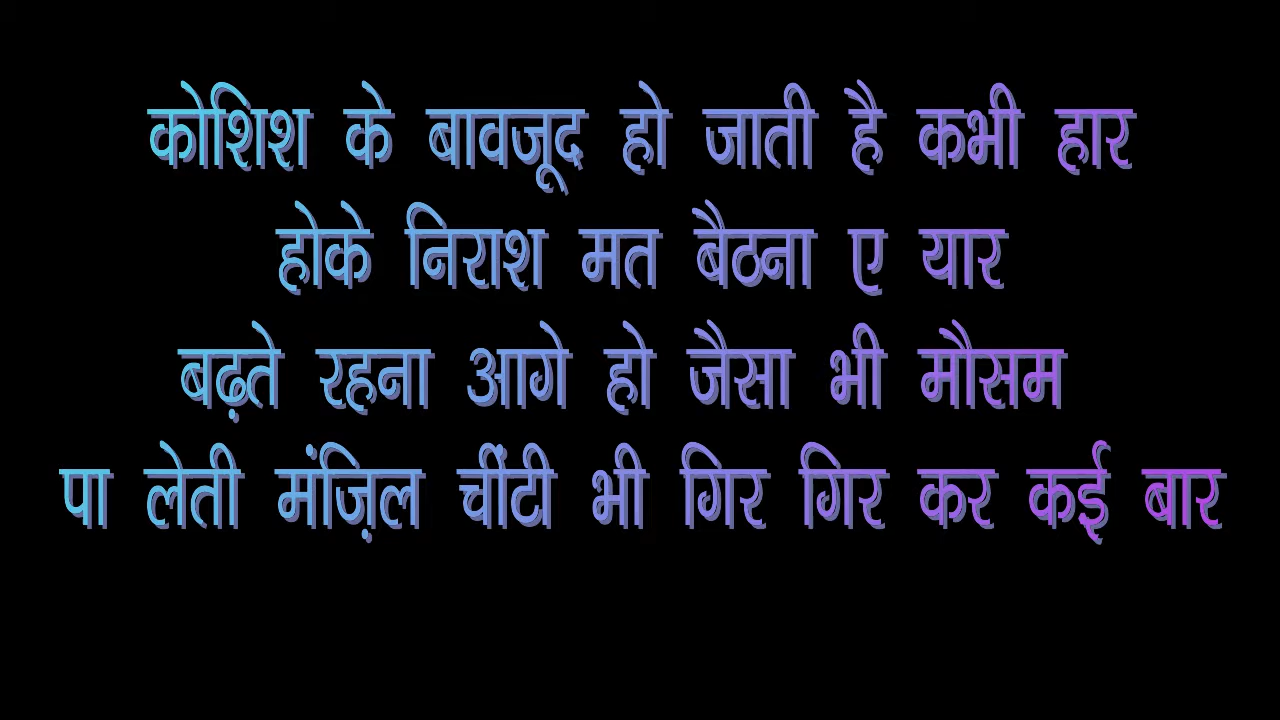 कोशिश के बावजूद हो जाती है कभी हार
होके निराश मत बैठना ए यार
बढ़ते रहना आगे हो जैसा भी मौसम
पा लेती मंज़िल चींटी भी गिर गिर कर कई बार